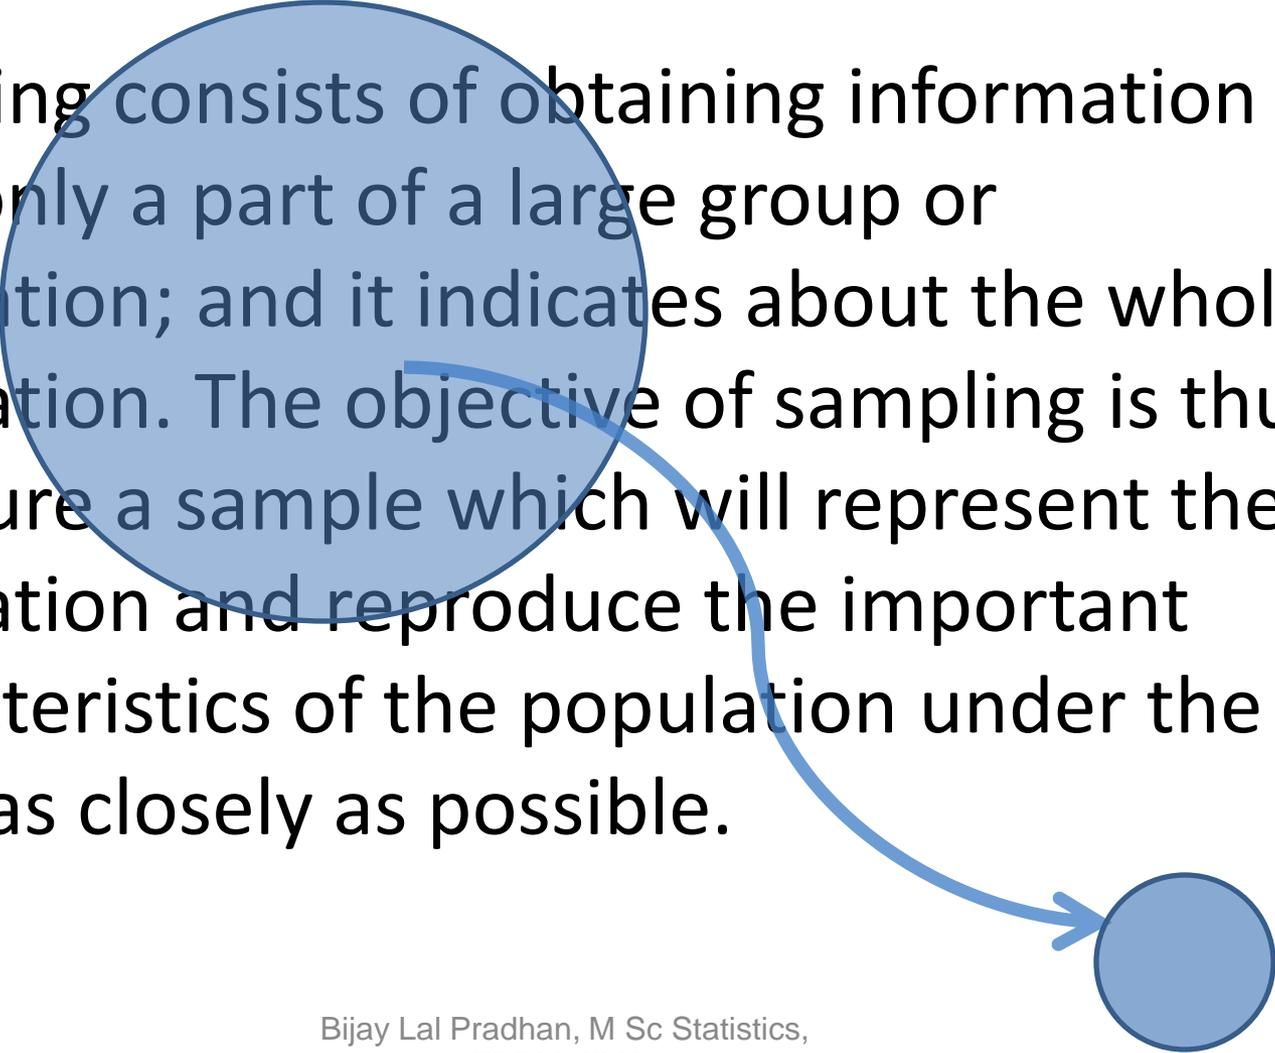 ing consists of obtaining information
only a part of a large group or
ation; and it indicates about the whol
ation. The objective of sampling is thu
ure a sample which will represent the
ation and reproduce the important
teristics of the population under the
as closely as possible.
Bijay Lal Pradhan, M Sc Statistics,